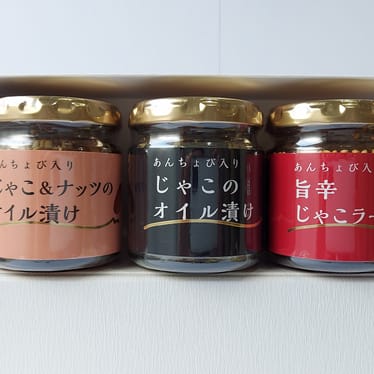 あんちょび入り
じゃこ&ナッツの
オイル漬け
あんちょび入り
じゃこの
オイル漬け
あんちょび入り
旨辛
じゃこラー